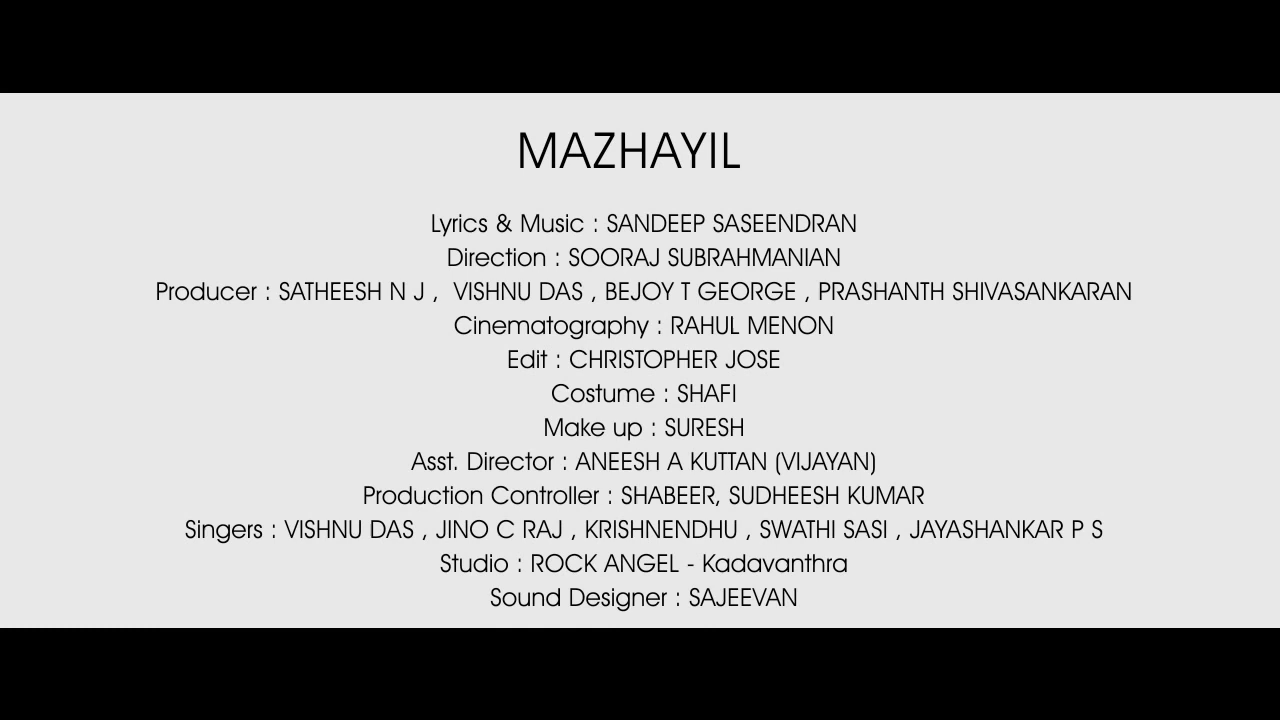 MAZHAYIL
Lyrics & Music : SANDEEP SASEENDRAN
Direction : SOORAJ SUBRAHMANIAN
Producer : SATHEESH N J ,  VISHNU DAS , BEJOY T GEORGE , PRASHANTH SHIVASANKARAN
Cinematography : RAHUL MENON
Edit : CHRISTOPHER JOSE
Costume : SHAFI
Make up : SURESH
Asst. Director : ANEESH A KUTTAN (VIJAYAN)
Production Controller : SHABEER, SUDHEESH KUMAR
Singers : VISHNU DAS , JINO C RAJ , KRISHNENDHU , SWATHI SASI , JAYASHANKAR P S
Studio : ROCK ANGEL - Kadavanthra
Sound Designer : SAJEEVAN